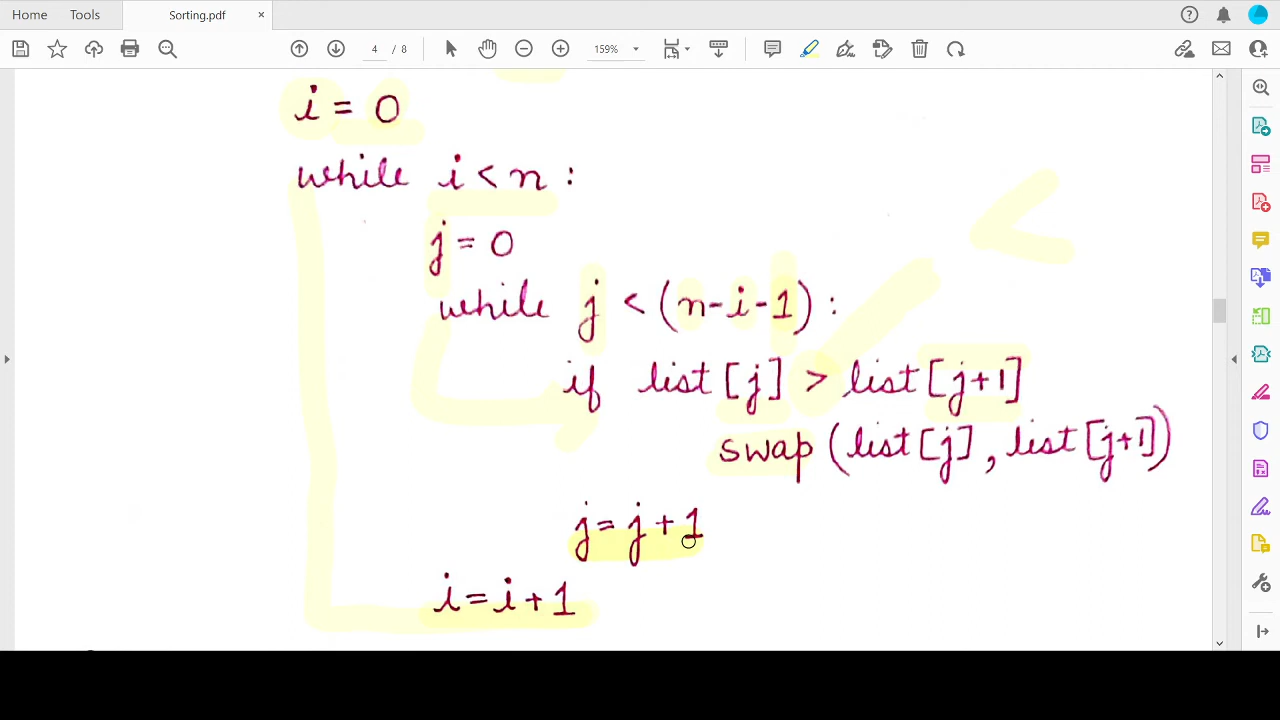 Home Tools Sorting.pdf ×
4 / 8 159%
i = 0
while i < n :
j = 0
while j < (n-i-1) :
if list [j] > list [j+1]
swap (list [j], list [j+1])
j = j + 1
i = i + 1